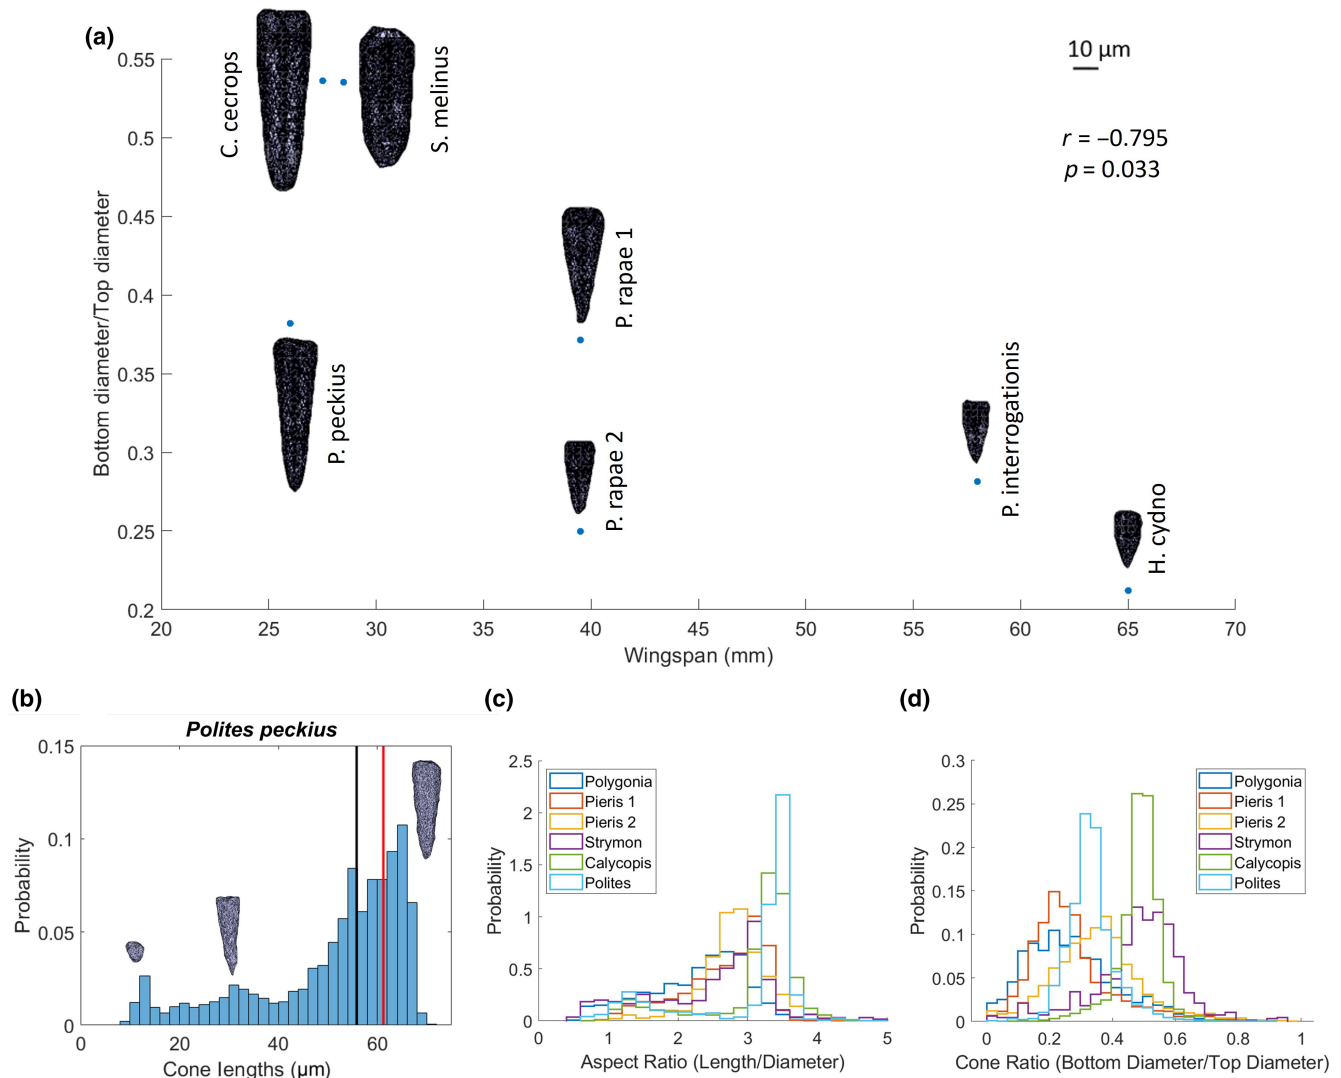 (a)
0.55
0.5
0.45
0.4
0.35
0.3
0.25
0.2
Bottom diameter/Top diameter
C. cecrops
S. melinus
P. peckius
P. rapae 1
P. rapae 2
P. interrogationis
H. cydno
10 µm
r = −0.795
p = 0.033
20 25 30 35 40 45 50 55 60 65 70
Wingspan (mm)
(b)
Polites peckius
0.15
0.1
0.05
0
Probability
0 20 40 60
Cone lengths (µm)
(c)
2.5
2
1.5
1
0.5
0
Probability
Polygonia
Pieris 1
Pieris 2
Strymon
Calycopis
Polites
0 1 2 3 4 5
Aspect Ratio (Length/Diameter)
(d)
0.3
0.25
0.2
0.15
0.1
0.05
0
Probability
Polygonia
Pieris 1
Pieris 2
Strymon
Calycopis
Polites
0 0.2 0.4 0.6 0.8 1
Cone Ratio (Bottom Diameter/Top Diameter)